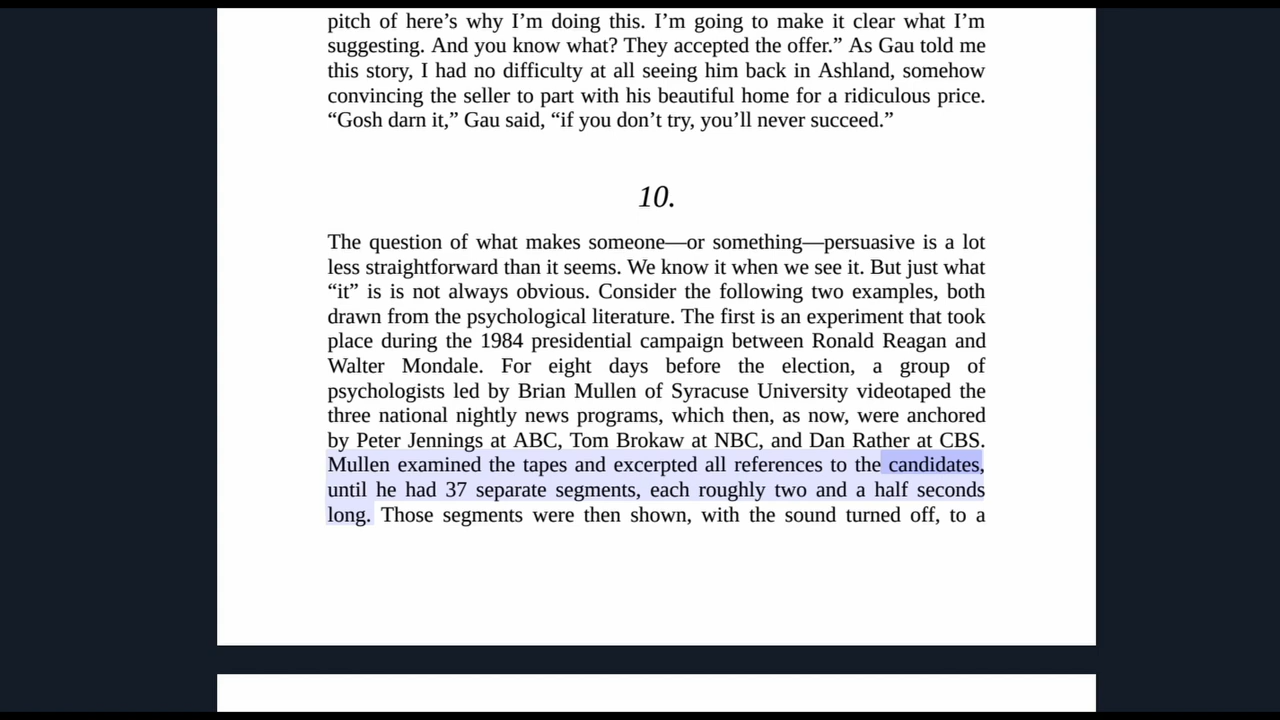 pitch of here’s why I’m doing this. I’m going to make it clear what I’m
suggesting. And you know what? They accepted the offer.” As Gau told me
this story, I had no difficulty at all seeing him back in Ashland, somehow
convincing the seller to part with his beautiful home for a ridiculous price.
“Gosh darn it,” Gau said, “if you don’t try, you’ll never succeed.”
10.
The question of what makes someone—or something—persuasive is a lot
less straightforward than it seems. We know it when we see it. But just what
“it” is is not always obvious. Consider the following two examples, both
drawn from the psychological literature. The first is an experiment that took
place during the 1984 presidential campaign between Ronald Reagan and
Walter Mondale. For eight days before the election, a group of
psychologists led by Brian Mullen of Syracuse University videotaped the
three national nightly news programs, which then, as now, were anchored
by Peter Jennings at ABC, Tom Brokaw at NBC, and Dan Rather at CBS.
Mullen examined the tapes and excerpted all references to the candidates,
until he had 37 separate segments, each roughly two and a half seconds
long. Those segments were then shown, with the sound turned off, to a